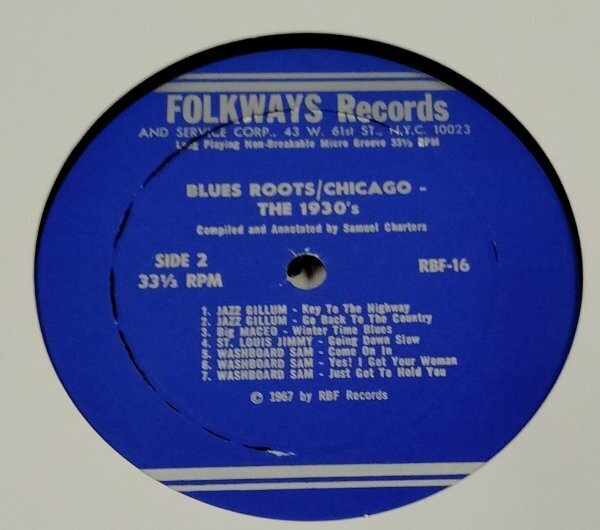 FOLKWAYS Records
AND SERVICE CORP., 43 W. 61st ST., N.Y.C. 10023
Long Playing Non-Breakable Micro Groove 33⅓ RPM
BLUES ROOTS/CHICAGO -
THE 1930's
Compiled and Annotated by Samuel Charters
SIDE 2
33⅓ RPM
RBF-16
1. JAZZ GILLUM - Key To The Highway
2. JAZZ GILLUM - Go Back To The Country
3. Big MACEO - Winter Time Blues
4. ST. LOUIS JIMMY - Going Down Slow
5. WASHBOARD SAM - Come On In
6. WASHBOARD SAM - Yes! I Got Your Woman
7. WASHBOARD SAM - Just Got To Hold You
© 1967 by RBF Records